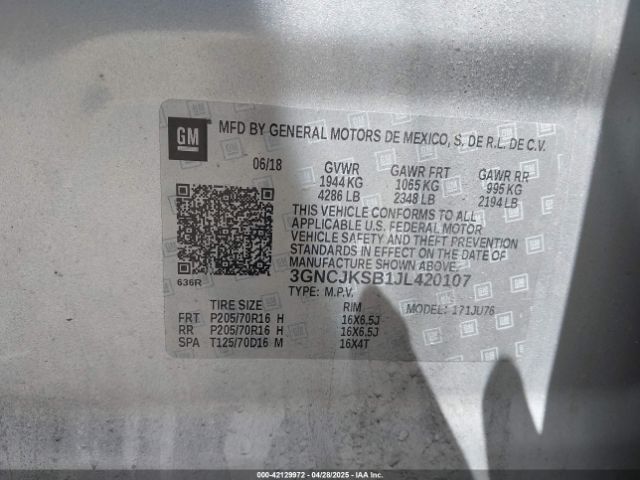 GM MFD BY GENERAL MOTORS DE MEXICO, S. DE R.L. DE C.V.
06/18 GVWR GAWR FRT GAWR RR
1944 KG 1065 KG 995 KG
4286 LB 2348 LB 2194 LB
THIS VEHICLE CONFORMS TO ALL
APPLICABLE U.S. FEDERAL MOTOR
VEHICLE SAFETY AND THEFT PREVENTION
STANDARDS IN EFFECT ON THE DATE OF
MANUFACTURE SHOWN ABOVE.
636R 3GNCJKSB1JL420107
TYPE: M.P.V. MODEL: 1JU76
TIRE SIZE RIM
FRT P205/70R16 H 16X6.5J
RR P205/70R16 H 16X6.5J
SPA T125/70D16 M 16X4T
000-42129972 | 04/28/2025 - Copyright © IAA, LLC